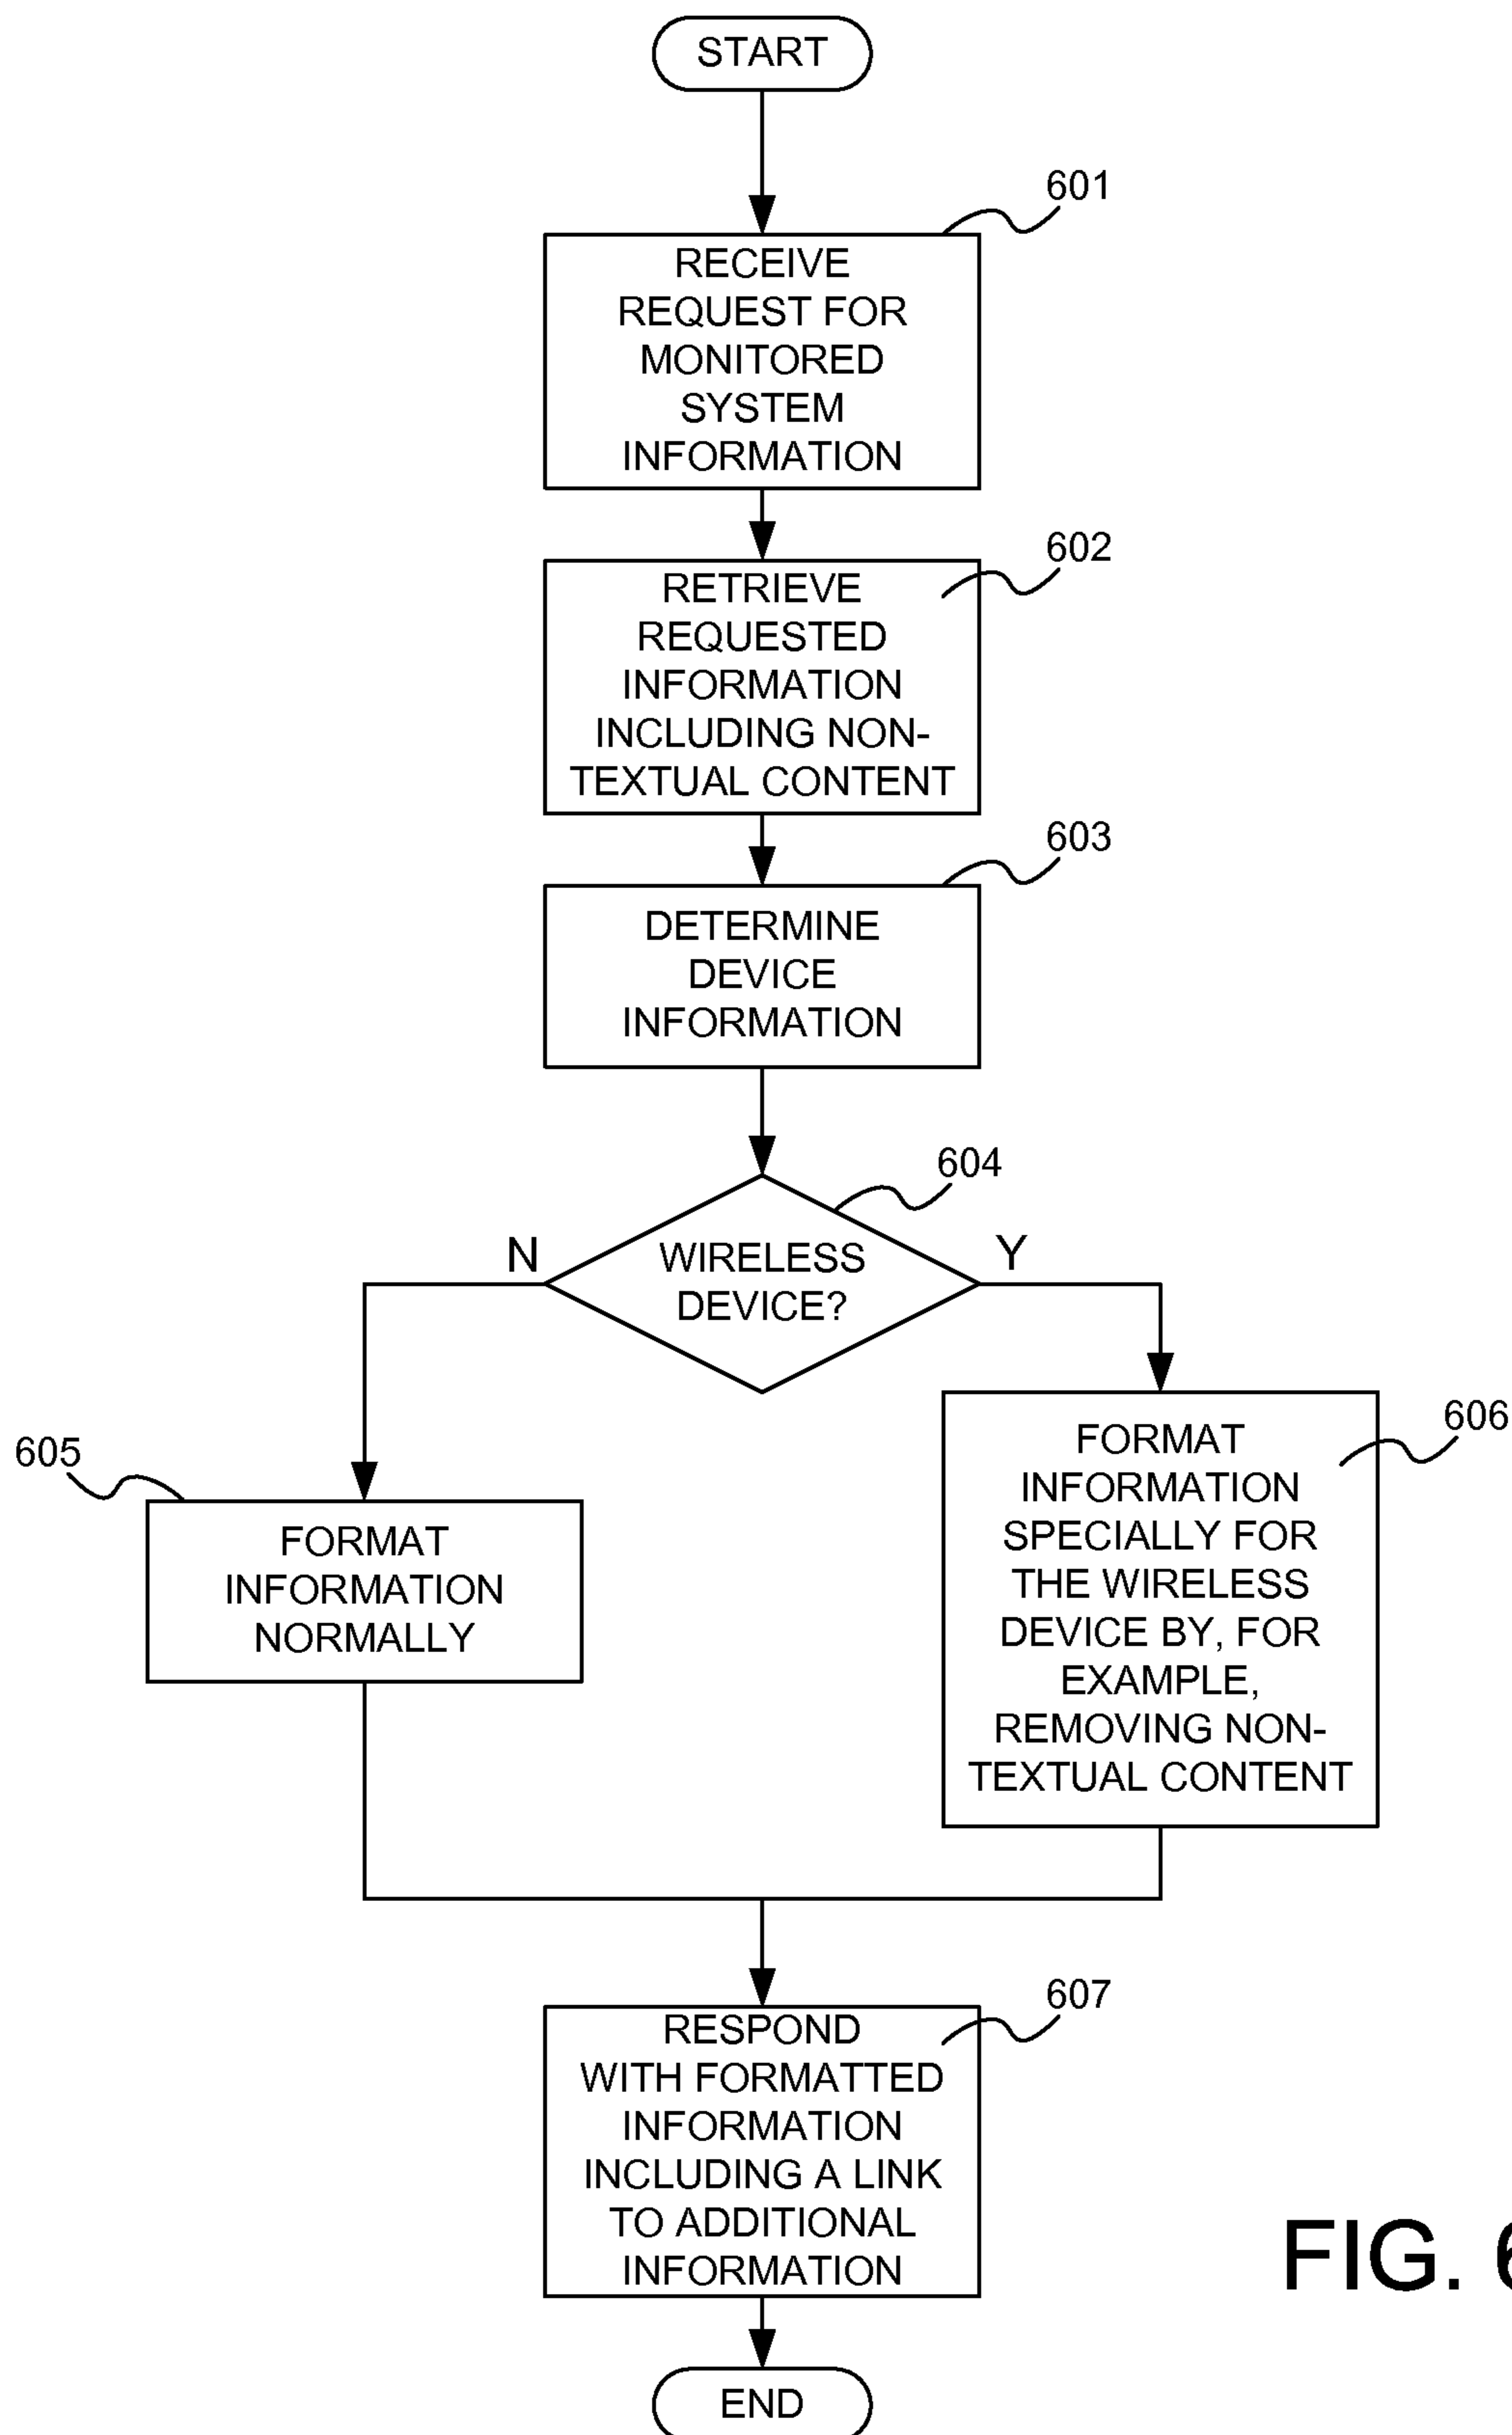 START
601
RECEIVE
REQUEST FOR
MONITORED
SYSTEM
INFORMATION
602
RETRIEVE
REQUESTED
INFORMATION
INCLUDING NON-
TEXTUAL CONTENT
603
DETERMINE
DEVICE
INFORMATION
604
N
WIRELESS
DEVICE?
Y
605
FORMAT
INFORMATION
NORMALLY
606
FORMAT
INFORMATION
SPECIALLY FOR
THE WIRELESS
DEVICE BY, FOR
EXAMPLE,
REMOVING NON-
TEXTUAL CONTENT
607
RESPOND
WITH FORMATTED
INFORMATION
INCLUDING A LINK
TO ADDITIONAL
INFORMATION
END
FIG. 6